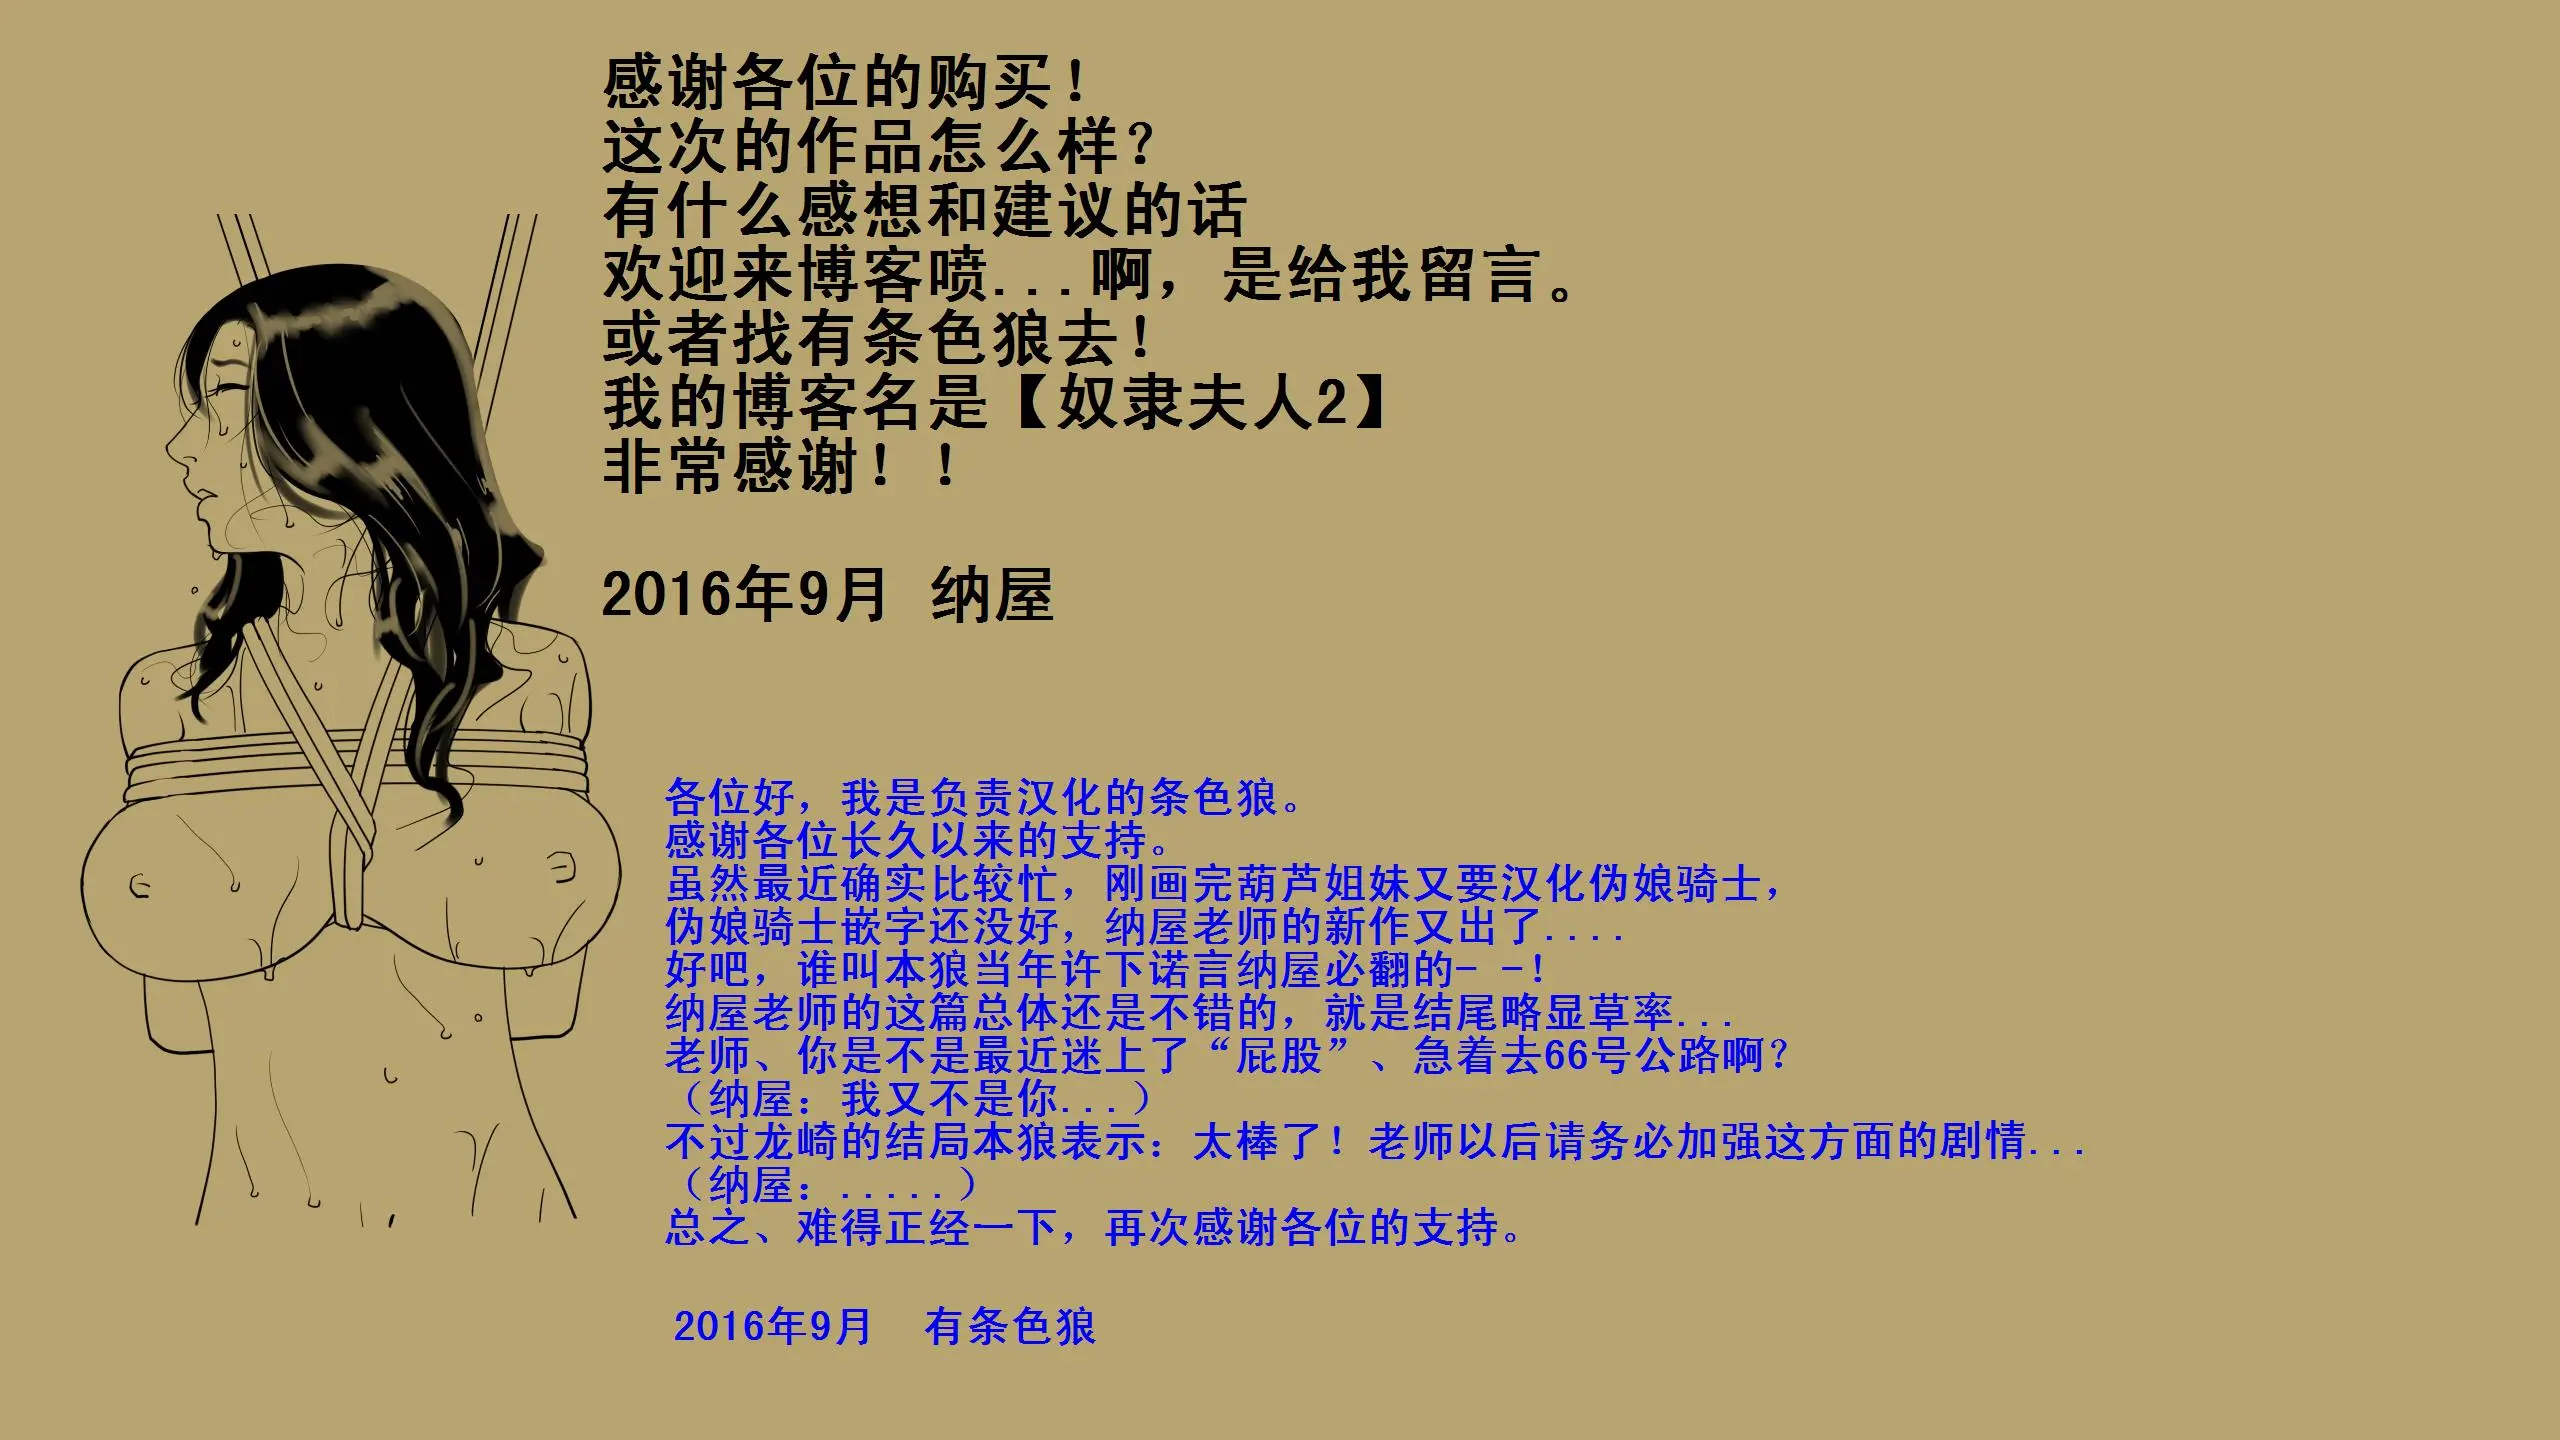 感谢各位的购买！
这次的作品怎么样？
有什么感想和建议的话
欢迎来博客喷...啊，是给我留言。
或者找有条色狼去！
我的博客名是【奴隶夫人2】
非常感谢！！
2016年9月 纳屋
各位好，我是负责汉化的条色狼。
感谢各位长久以来的支持。
虽然最近确实比较忙，刚画完葫芦姐妹又要汉化伪娘骑士，
伪娘骑士嵌字还没好，纳屋老师的新作又出了....
好吧，谁叫本狼当年许下诺言纳屋必翻的- -！
纳屋老师的这篇总体还是不错的，就是结尾略显草率...
老师、你是不是最近迷上了“屁股”、急着去66号公路啊？
（纳屋：我又不是你...）
不过龙崎的结局本狼表示：太棒了！老师以后请务必加强这方面的剧情...
（纳屋：.....）
总之、难得正经一下，再次感谢各位的支持。
2016年9月 有条色狼